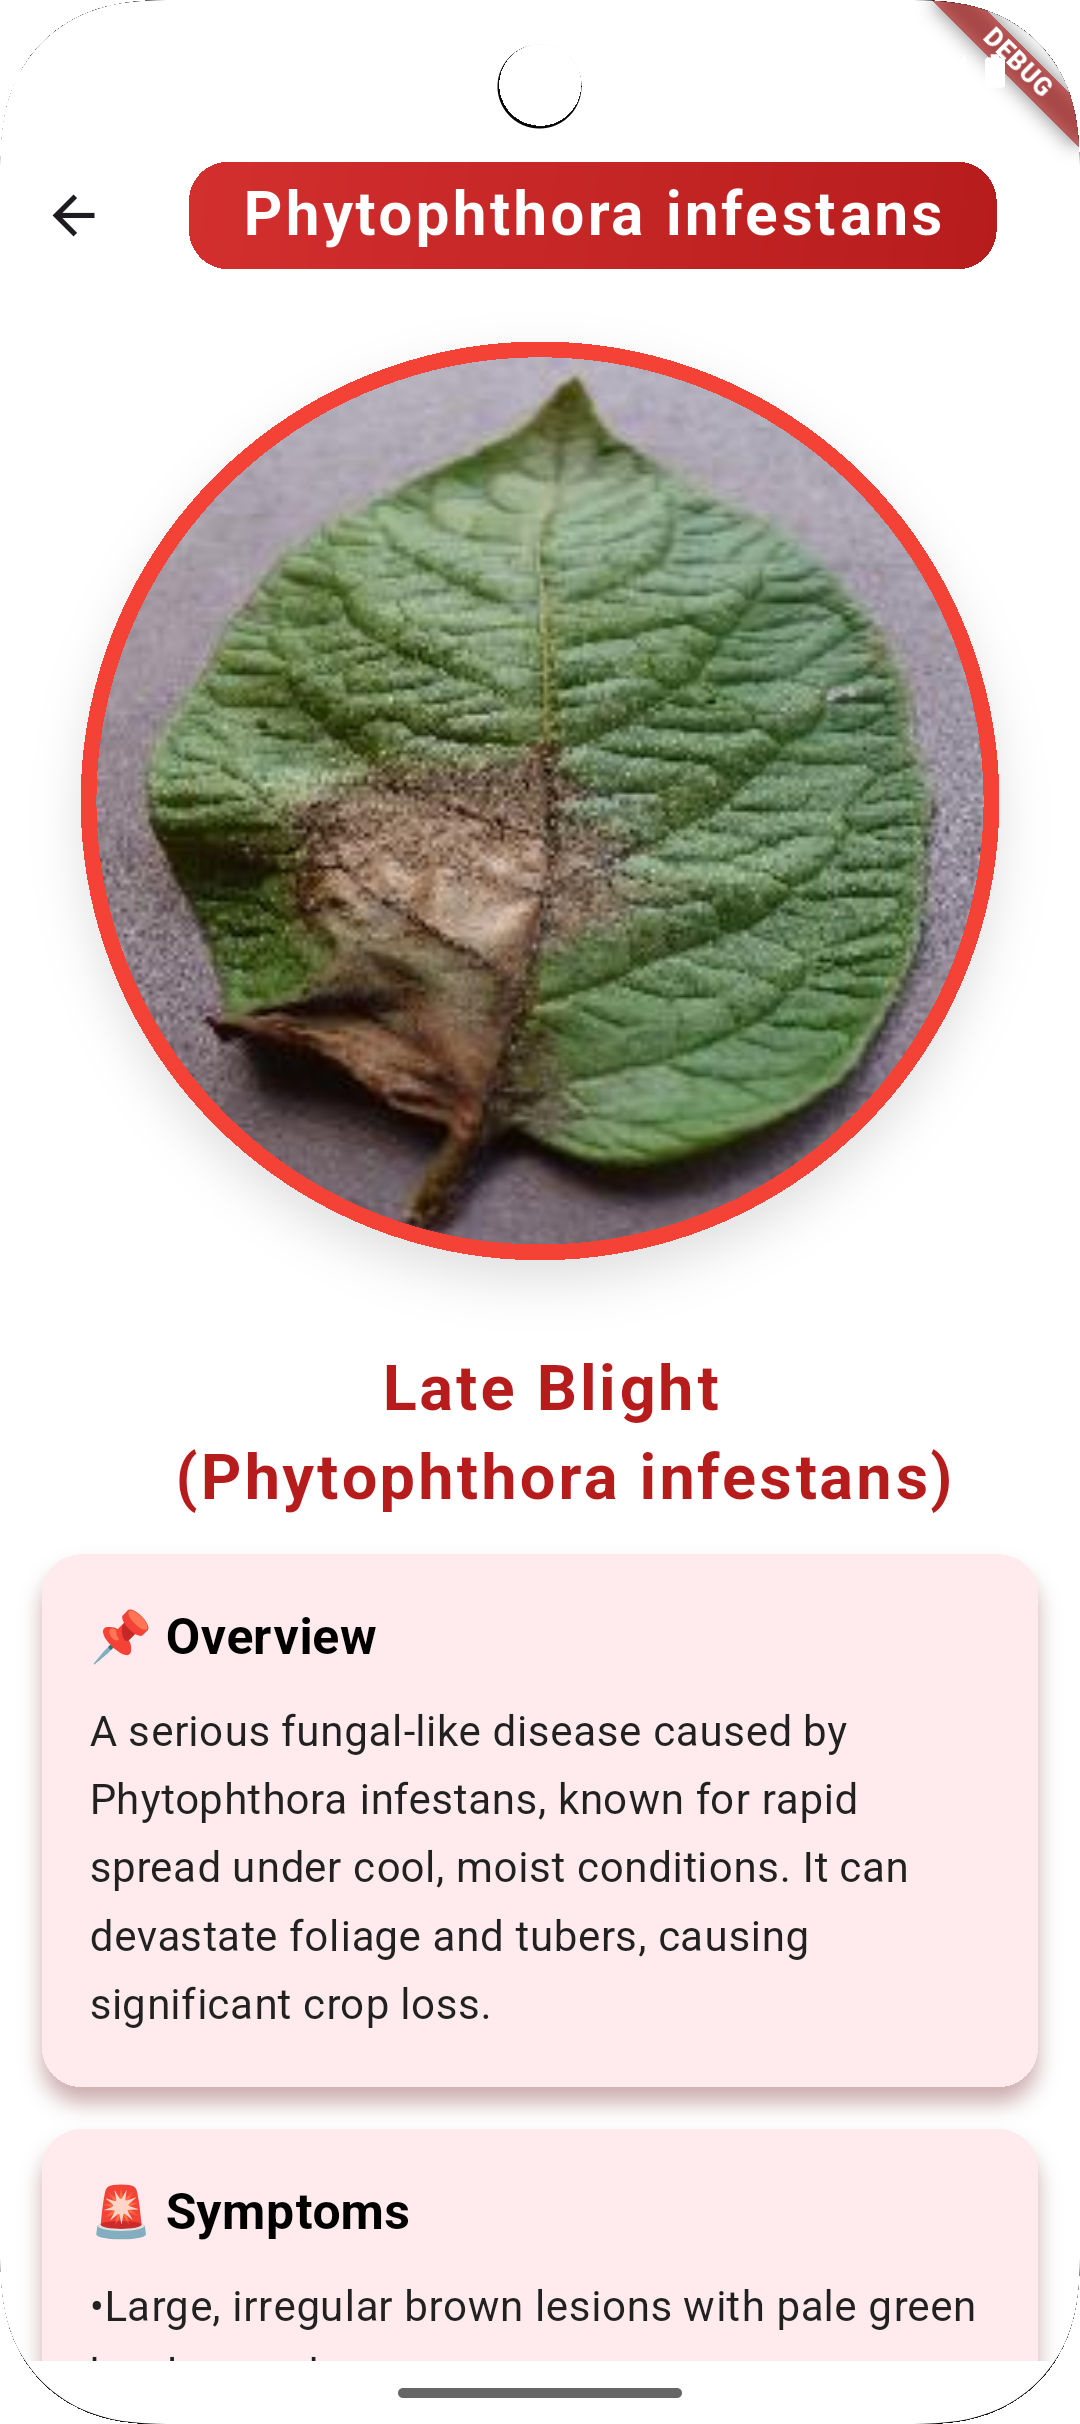 DEBUG
Phytophthora infestans
Late Blight
(Phytophthora infestans)
📌 Overview
A serious fungal-like disease caused by
Phytophthora infestans, known for rapid
spread under cool, moist conditions. It can
devastate foliage and tubers, causing
significant crop loss.
🚨 Symptoms
•Large, irregular brown lesions with pale green